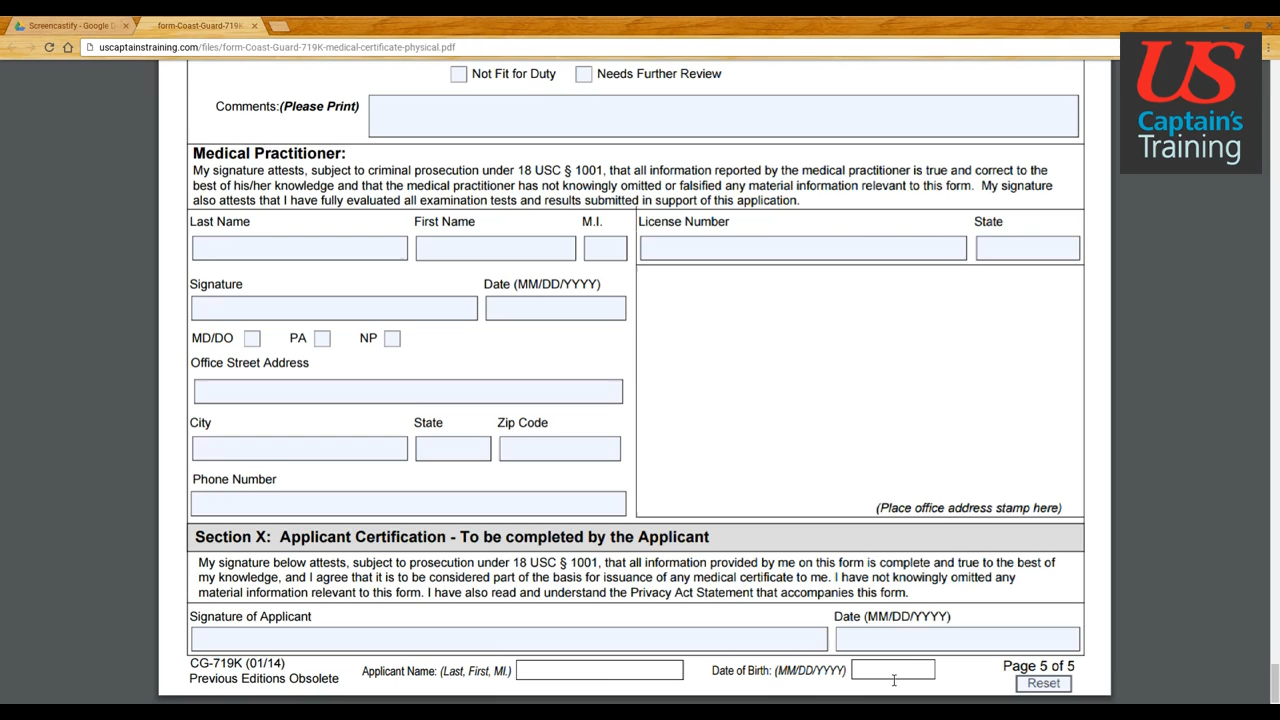 Screencastify - Google D
form-Coast-Guard-719K
uscaptainstraining.com/files/form-Coast-Guard-719K-medical-certificate-physical.pdf
US
Captain's
Training
Not Fit for Duty
Needs Further Review
Comments:(Please Print)
Medical Practitioner:
My signature attests, subject to criminal prosecution under 18 USC § 1001, that all information reported by the medical practitioner is true and correct to the
best of his/her knowledge and that the medical practitioner has not knowingly omitted or falsified any material information relevant to this form. My signature
also attests that I have fully evaluated all examination tests and results submitted in support of this application.
Last Name First Name M.I. License Number State
Signature Date (MM/DD/YYYY)
MD/DO PA NP
Office Street Address
City State Zip Code
Phone Number
(Place office address stamp here)
Section X: Applicant Certification - To be completed by the Applicant
My signature below attests, subject to prosecution under 18 USC § 1001, that all information provided by me on this form is complete and true to the best of
my knowledge, and I agree that it is to be considered part of the basis for issuance of any medical certificate to me. I have not knowingly omitted any
material information relevant to this form. I have also read and understand the Privacy Act Statement that accompanies this form.
Signature of Applicant Date (MM/DD/YYYY)
CG-719K (01/14)
Previous Editions Obsolete
Applicant Name: (Last, First, MI.)
Date of Birth: (MM/DD/YYYY)
Page 5 of 5
Reset